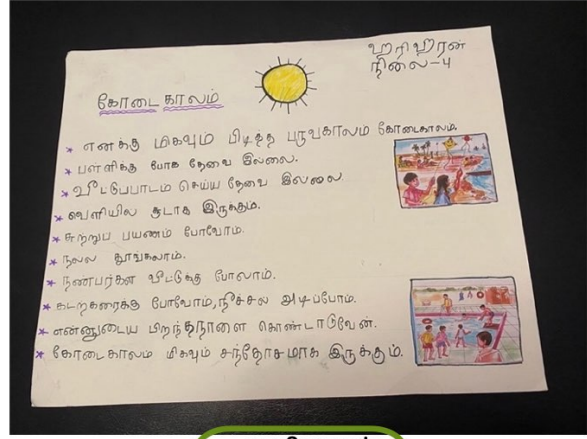 ஹரிஹரன்
நிலை-4
கோடை காலம்
* எனக்கு மிகவும் பிடித்த பருவகாலம் கோடைகாலம்.
* பள்ளிக்கு போக தேவை இல்லை.
* வீட்டுப்பாடம் செய்ய தேவை இல்லை
* வெளியில் சூடாக இருக்கும்.
* சுற்றுப் பயணம் போவோம்
* நல்ல தூங்கலாம்.
* நண்பர்கள் வீட்டுக்கு போலாம்.
* கடற்கரைக்கு போவோம், நீச்சல் அடிப்போம்.
* என்னுடைய பிறந்தநாளை கொண்டாடுவேன்.
* கோடைகாலம் மிகவும் சந்தோசமாக இருக்கும்.